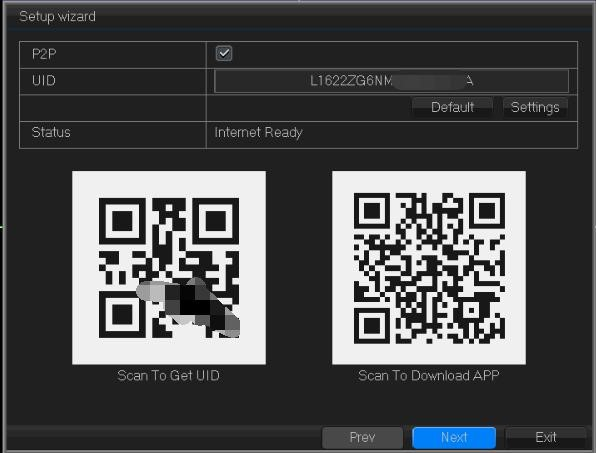 Setup wizard
P2P
UID L1622ZG6NM A
Default Settings
Status Internet Ready
Scan To Get UID Scan To Download APP
Prev Next Exit